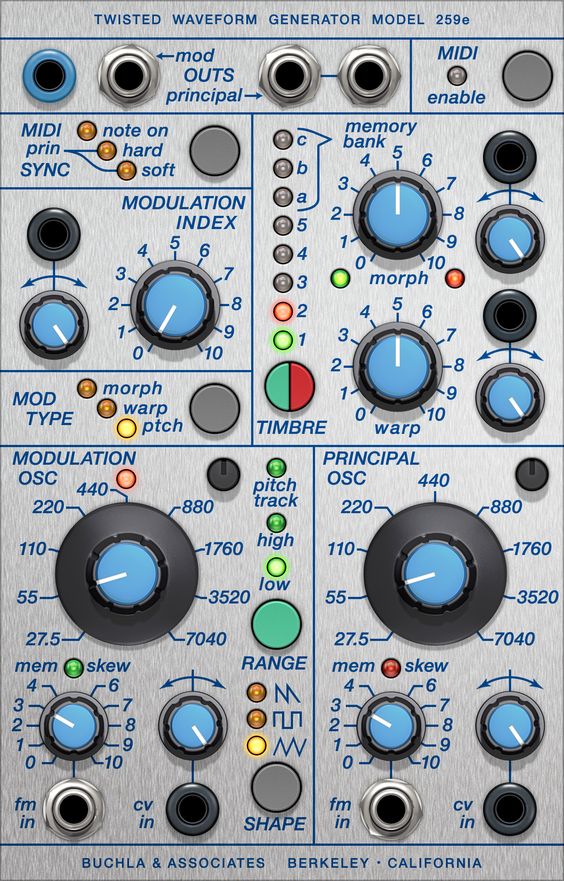 TWISTED WAVEFORM GENERATOR MODEL 259e
mod
OUTS
principal
MIDI
enable
MIDI note on
prin hard
SYNC soft
MODULATION
INDEX
0 1 2 3 4 5 6 7 8 9 10
MOD
TYPE
morph
warp
ptch
c
b
a
5
4
3
2
1
TIMBRE
memory
bank
0 1 2 3 4 5 6 7 8 9 10
morph
0 1 2 3 4 5 6 7 8 9 10
warp
MODULATION
OSC
27.5 55 110 220 440 880 1760 3520 7040
pitch
track
high
low
RANGE
mem skew
0 1 2 3 4 6 7 8 9 10
fm
in
cv
in
SHAPE
PRINCIPAL
OSC
27.5 55 110 220 440 880 1760 3520 7040
mem skew
0 1 2 3 4 6 7 8 9 10
fm
in
cv
in
BUCHLA & ASSOCIATES BERKELEY · CALIFORNIA